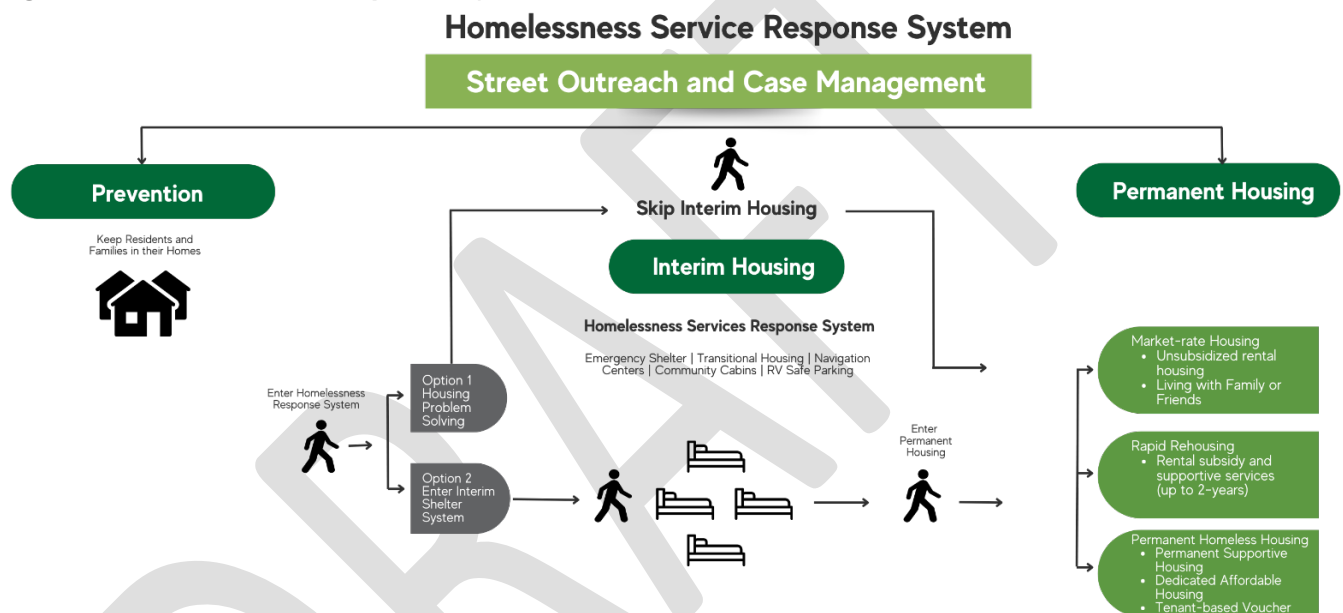 Homelessness Service Response System
Street Outreach and Case Management
Prevention
Keep Residents and
Families in their Homes
Skip Interim Housing
Interim Housing
Homelessness Services Response System
Emergency Shelter | Transitional Housing | Navigation
Centers | Community Cabins | RV Safe Parking
Enter Homelessness
Response System
Option 1
Housing
Problem
Solving
Option 2
Enter Interim
Shelter
System
Enter
Permanent
Housing
Permanent Housing
Market-rate Housing
• Unsubsidized rental
housing
• Living with Family or
Friends
Rapid Rehousing
• Rental subsidy and
supportive services
(up to 2-years)
Permanent Homeless Housing
• Permanent Supportive
Housing
• Dedicated Affordable
Housing
• Tenant-based Voucher
DRAFT